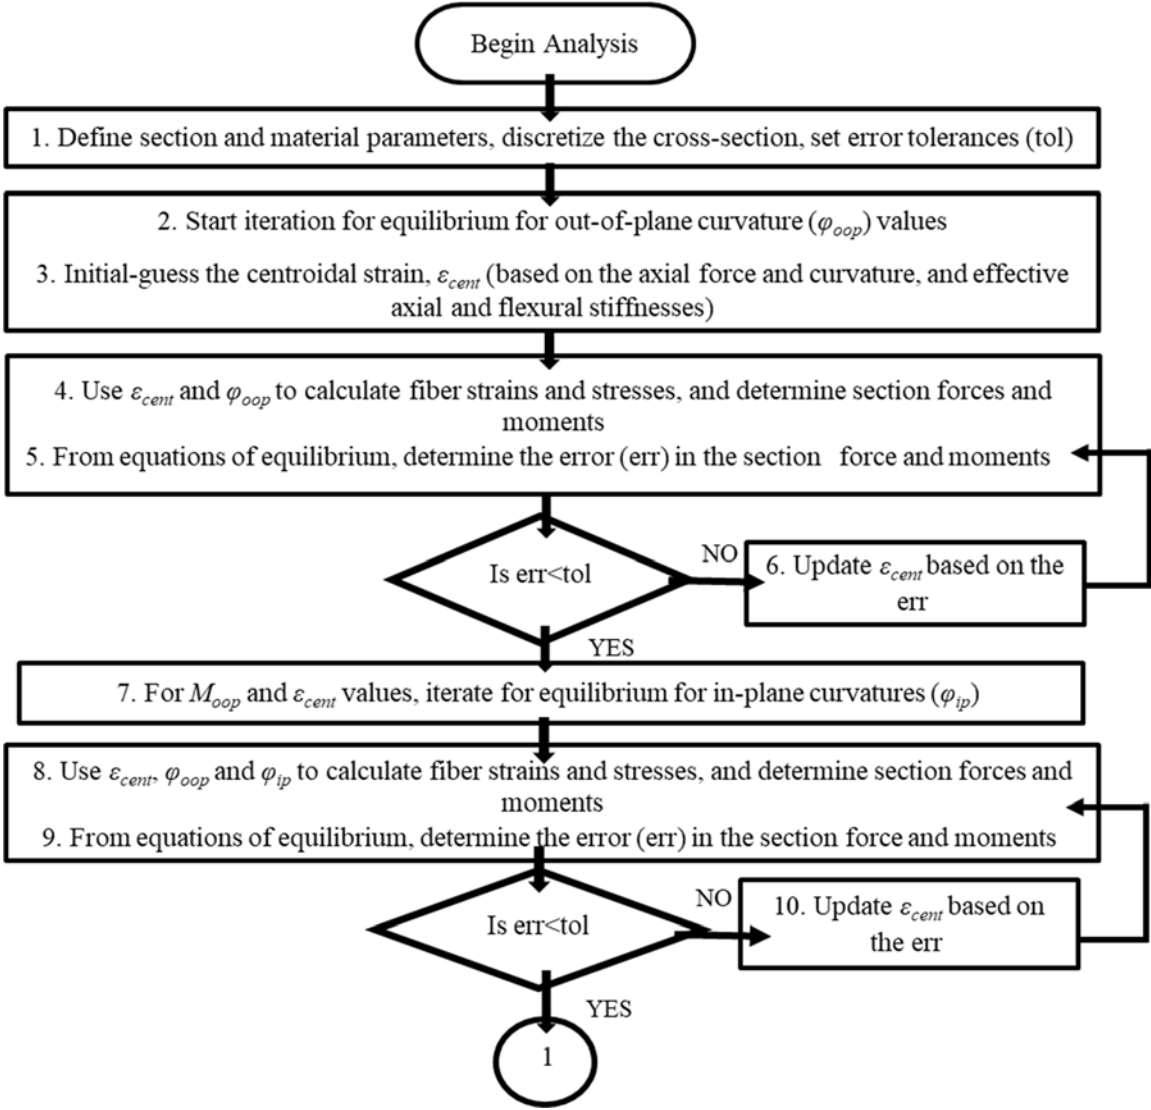 Begin Analysis
1. Define section and material parameters, discretize the cross-section, set error tolerances (tol)
2. Start iteration for equilibrium for out-of-plane curvature (φoop) values
3. Initial-guess the centroidal strain, εcent (based on the axial force and curvature, and effective
axial and flexural stiffnesses)
4. Use εcent and φoop to calculate fiber strains and stresses, and determine section forces and
moments
5. From equations of equilibrium, determine the error (err) in the section force and moments
Is err<tol
NO
6. Update εcent based on the
err
YES
7. For Moop and εcent values, iterate for equilibrium for in-plane curvatures (φip)
8. Use εcent, φoop and φip to calculate fiber strains and stresses, and determine section forces and
moments
9. From equations of equilibrium, determine the error (err) in the section force and moments
Is err<tol
NO
10. Update εcent based on
the err
YES
1